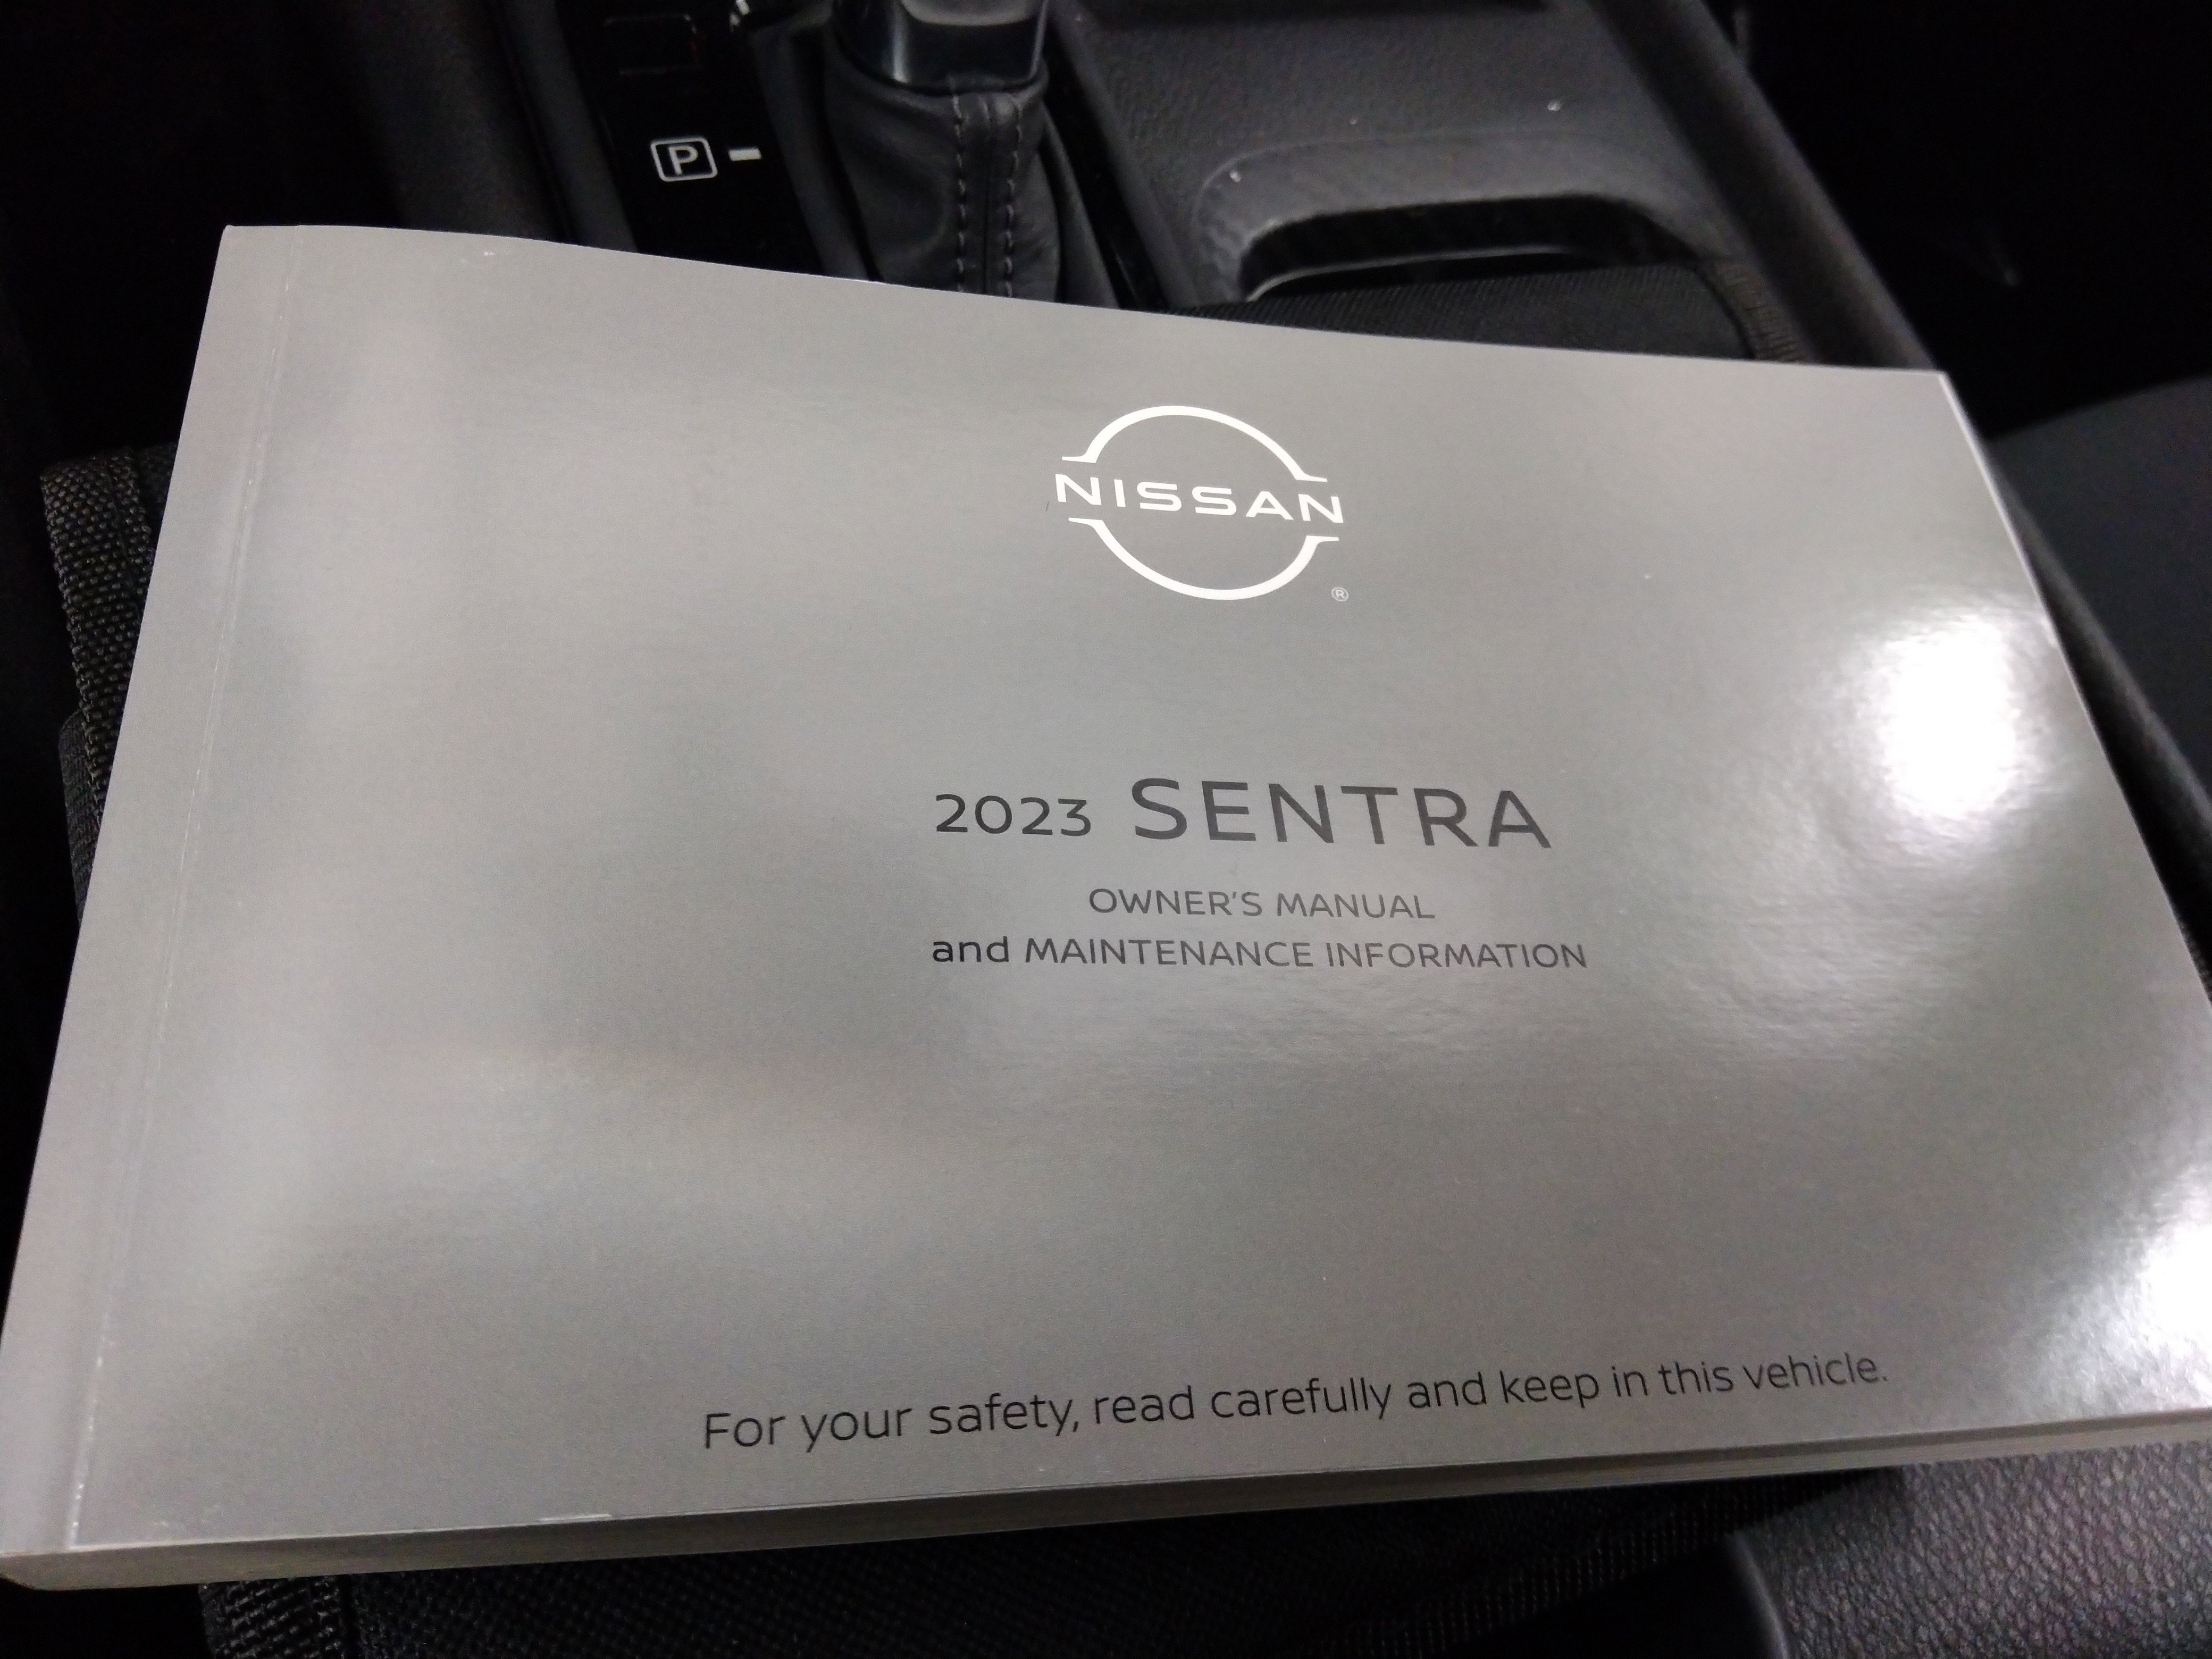 P
NISSAN
®
2023 SENTRA
OWNER'S MANUAL
and MAINTENANCE INFORMATION
For your safety, read carefully and keep in this vehicle.